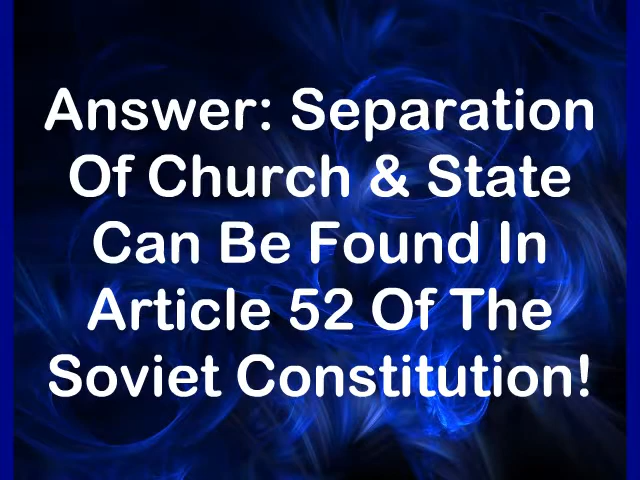 Answer: Separation
Of Church & State
Can Be Found In
Article 52 Of The
Soviet Constitution!